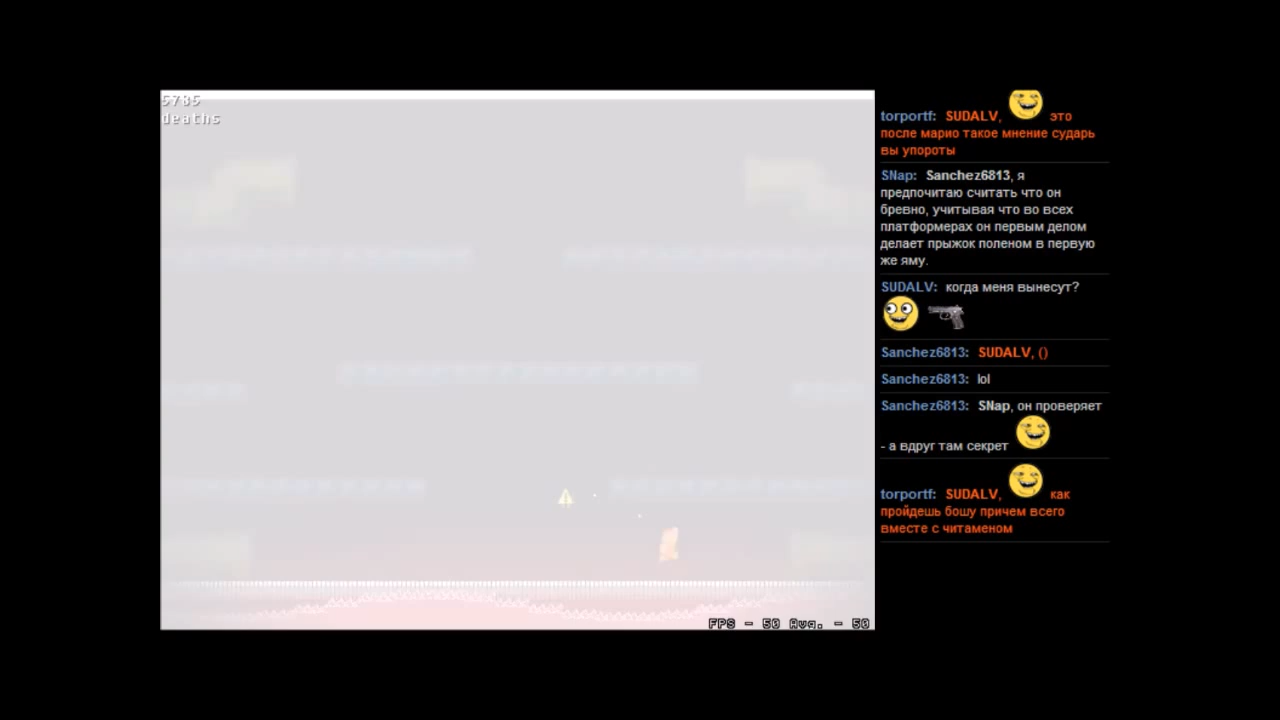 5785
deaths
torportf: SUDALV, это
после марио такое мнение сударь
вы упороты
SNap: Sanchez6813, я
предпочитаю считать что он
бревно, учитывая что во всех
платформерах он первым делом
делает прыжок поленом в первую
же яму.
SUDALV: когда меня вынесут?
Sanchez6813: SUDALV, ()
Sanchez6813: lol
Sanchez6813: SNap, он проверяет
- а вдруг там секрет
torportf: SUDALV, как
пройдешь бошу причем всего
вместе с читаменом
FPS - 50 Avg. - 50